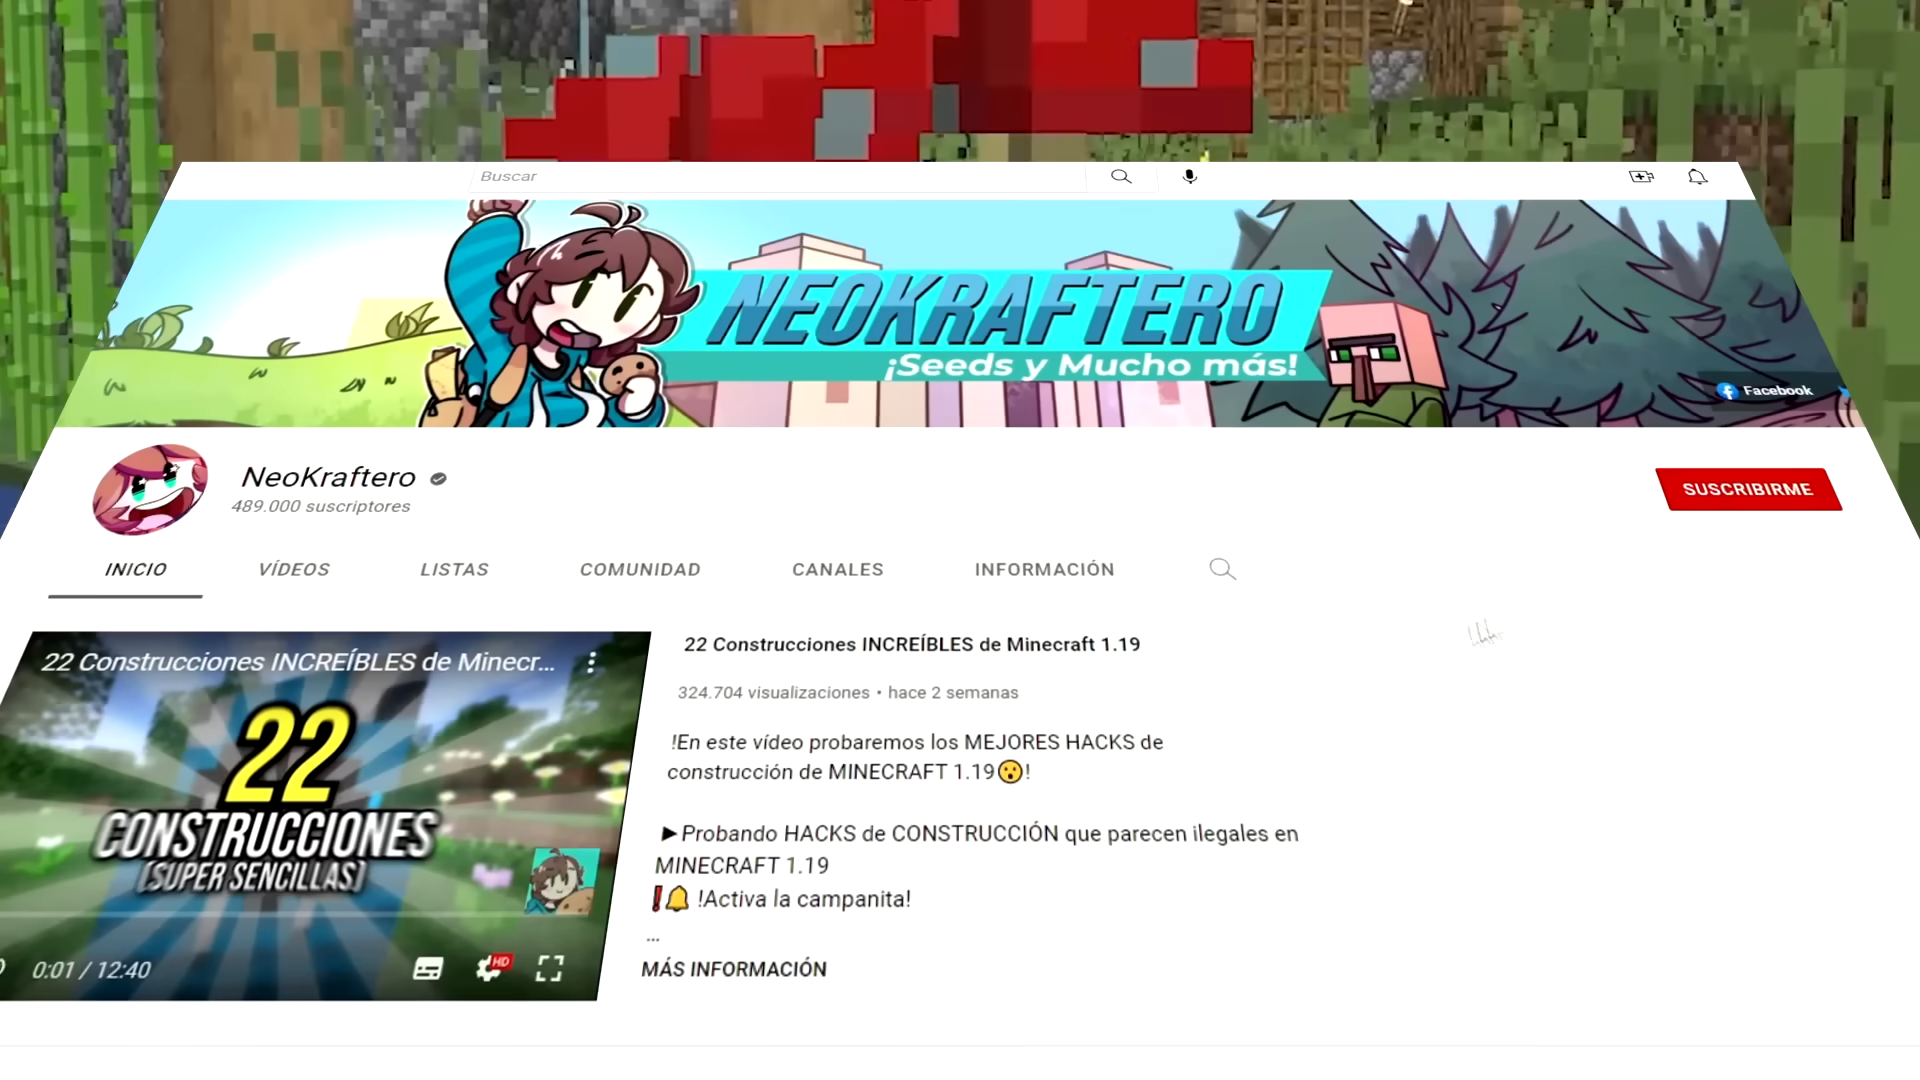 Buscar
NEOKRAFTERO
¡Seeds y Mucho más!
Facebook
NeoKraftero
489.000 suscriptores
SUSCRIBIRME
INICIO VÍDEOS LISTAS COMUNIDAD CANALES INFORMACIÓN
22 Construcciones INCREÍBLES de Minecr...
22
CONSTRUCCIONES
[SUPER SENCILLAS]
0:01 / 12:40
HD
22 Construcciones INCREÍBLES de Minecraft 1.19
324.704 visualizaciones • hace 2 semanas
!En este vídeo probaremos los MEJORES HACKS de
construcción de MINECRAFT 1.19😮!
►Probando HACKS de CONSTRUCCIÓN que parecen ilegales en
MINECRAFT 1.19
❗🔔 !Activa la campanita!
...
MÁS INFORMACIÓN